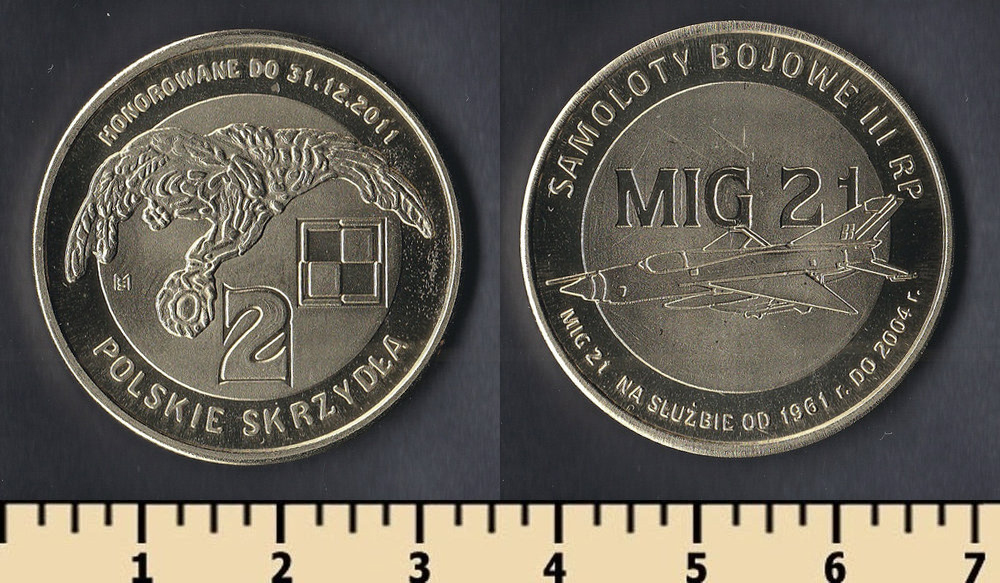 HONOROWANE DO 31.12.2011
2
POLSKIE SKRZYDŁA
SAMOLOTY BOJOWE III RP
MIG 21
MIG 21 NA SŁUŻBIE OD 1961 r. DO 2004 r.
1 2 3 4 5 6 7